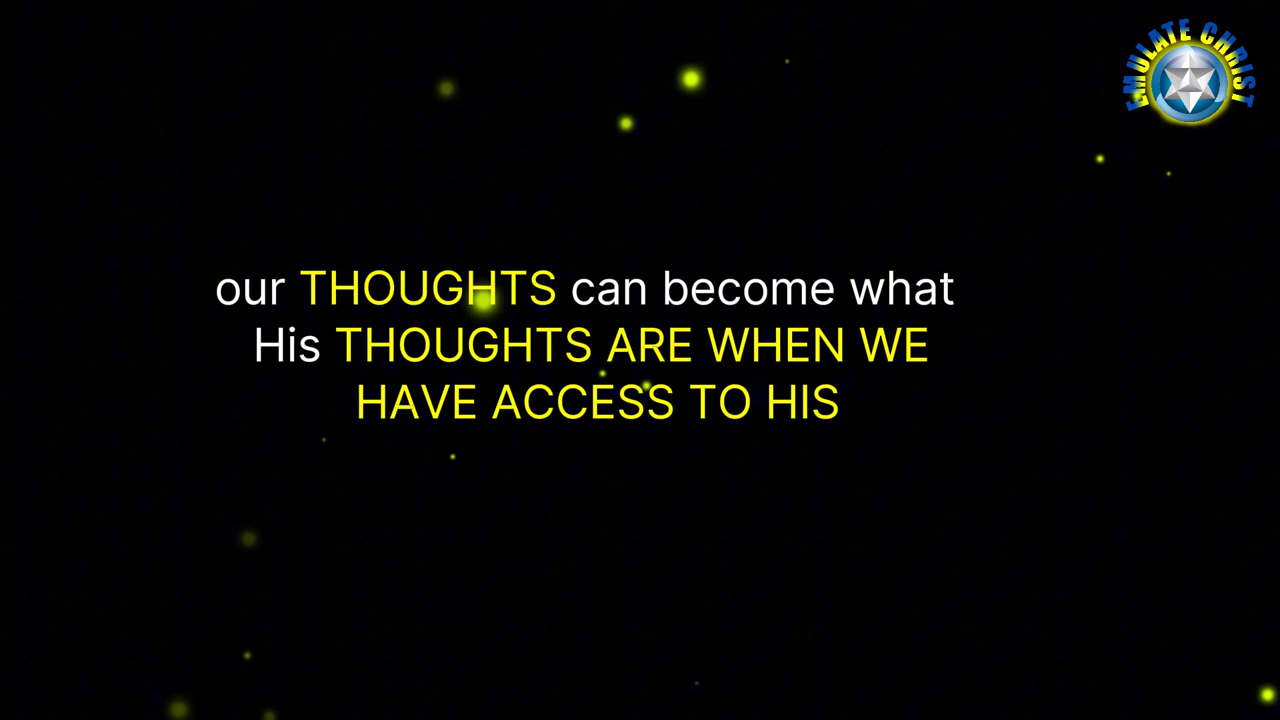 EMULATE CHRIST
our THOUGHTS can become what
His THOUGHTS ARE WHEN WE
HAVE ACCESS TO HIS